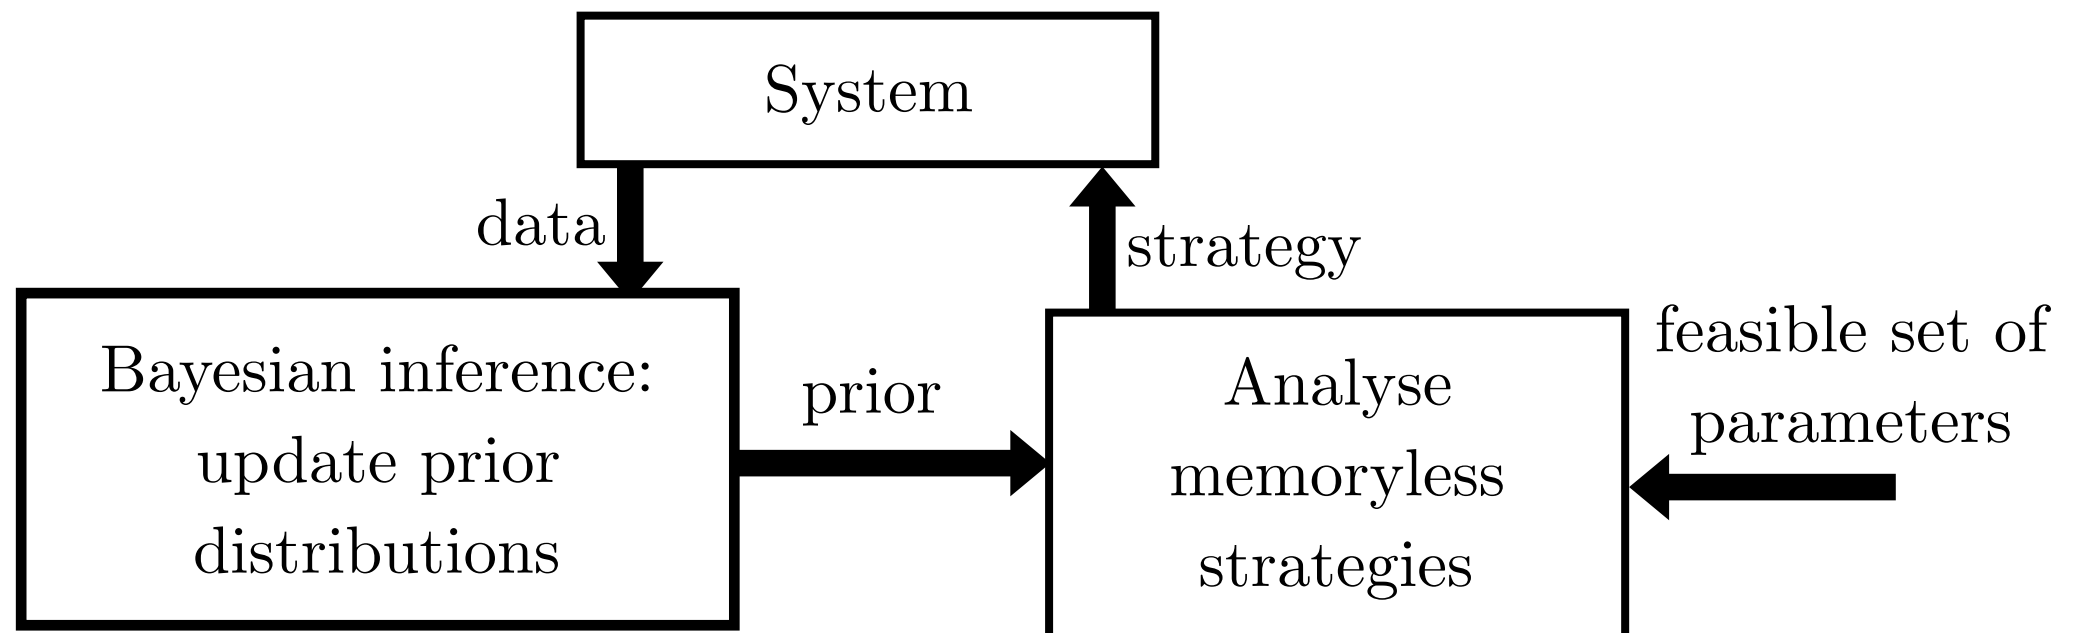 System
data
strategy
Bayesian inference:
update prior
distributions
prior
Analyse
memoryless
strategies
feasible set of
parameters